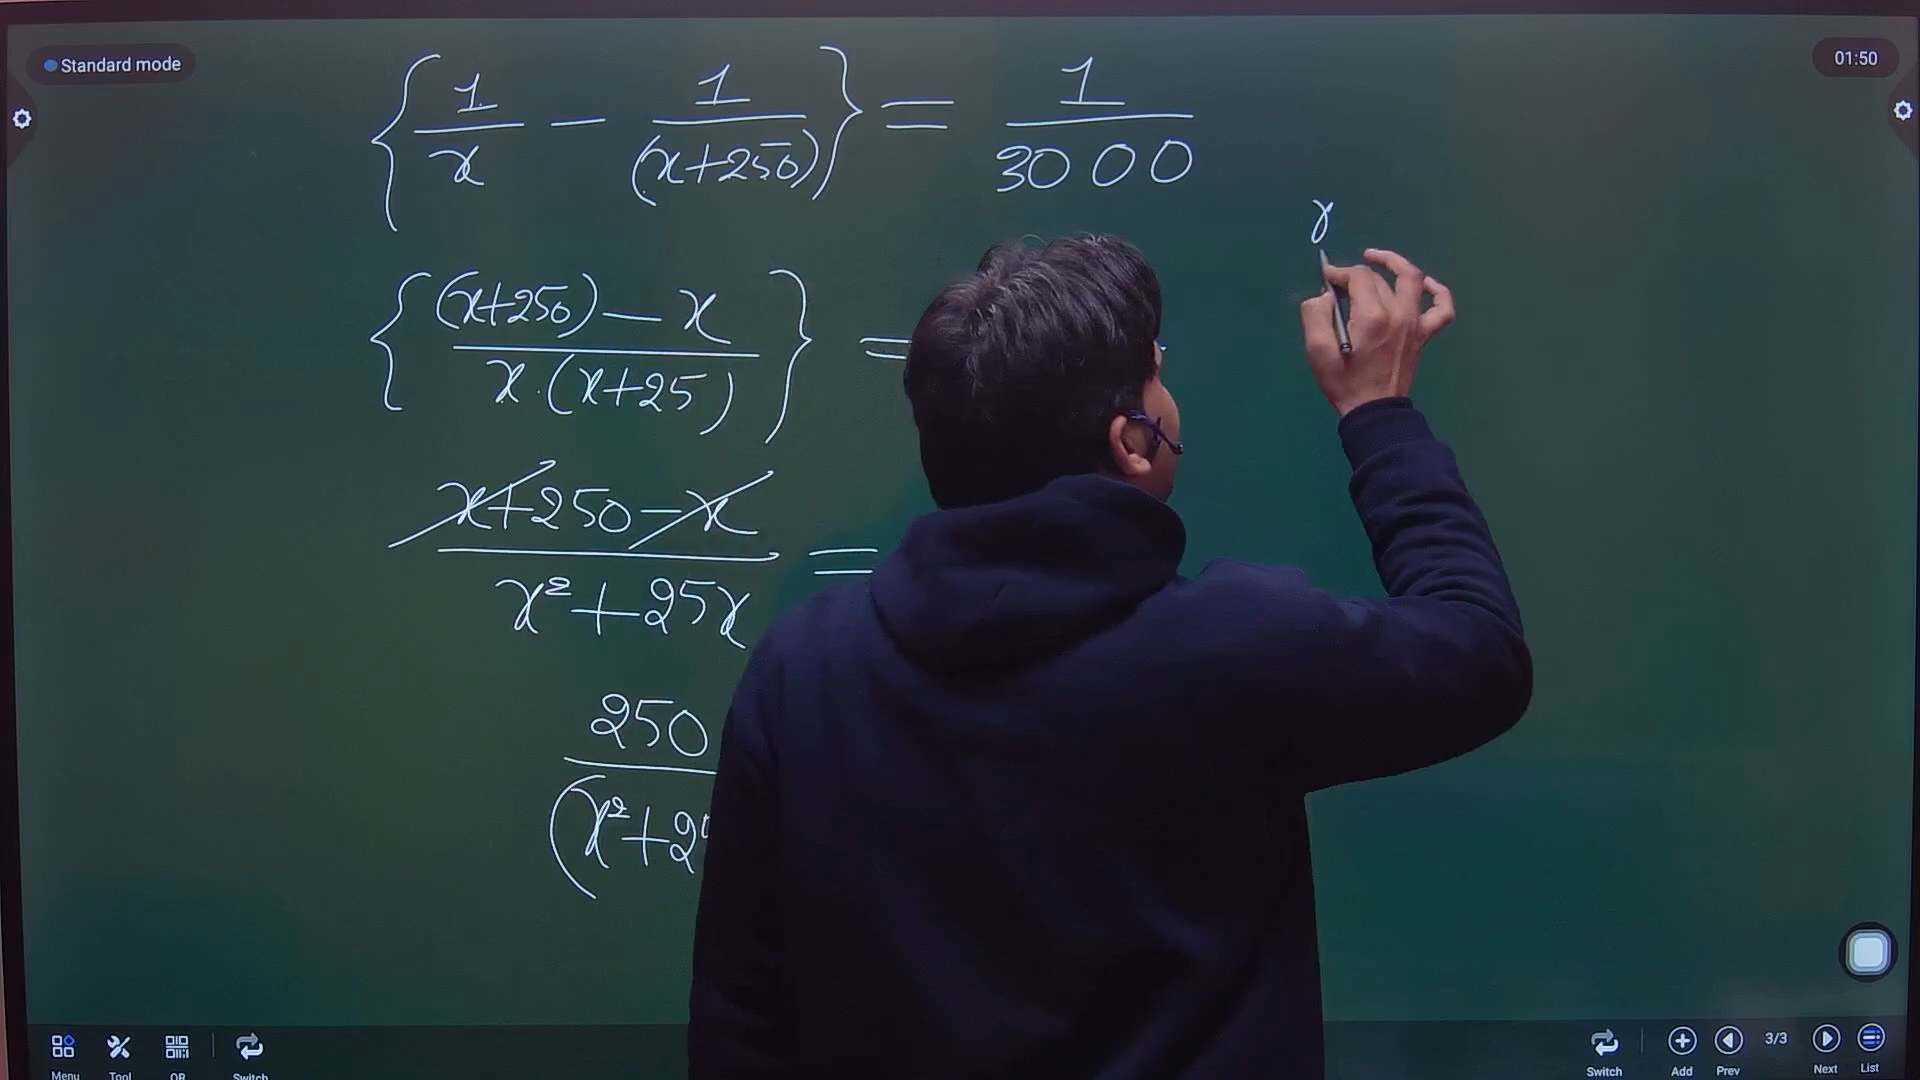 Standard mode
01:50
{ 1/x - 1/(x+250) } = 1/3000
{ (x+250) - x / x.(x+25) } =
x+250-x / x²+25x =
250
(x²+2
Menu Tool QR Switch Switch Add Prev 3/3 Next List